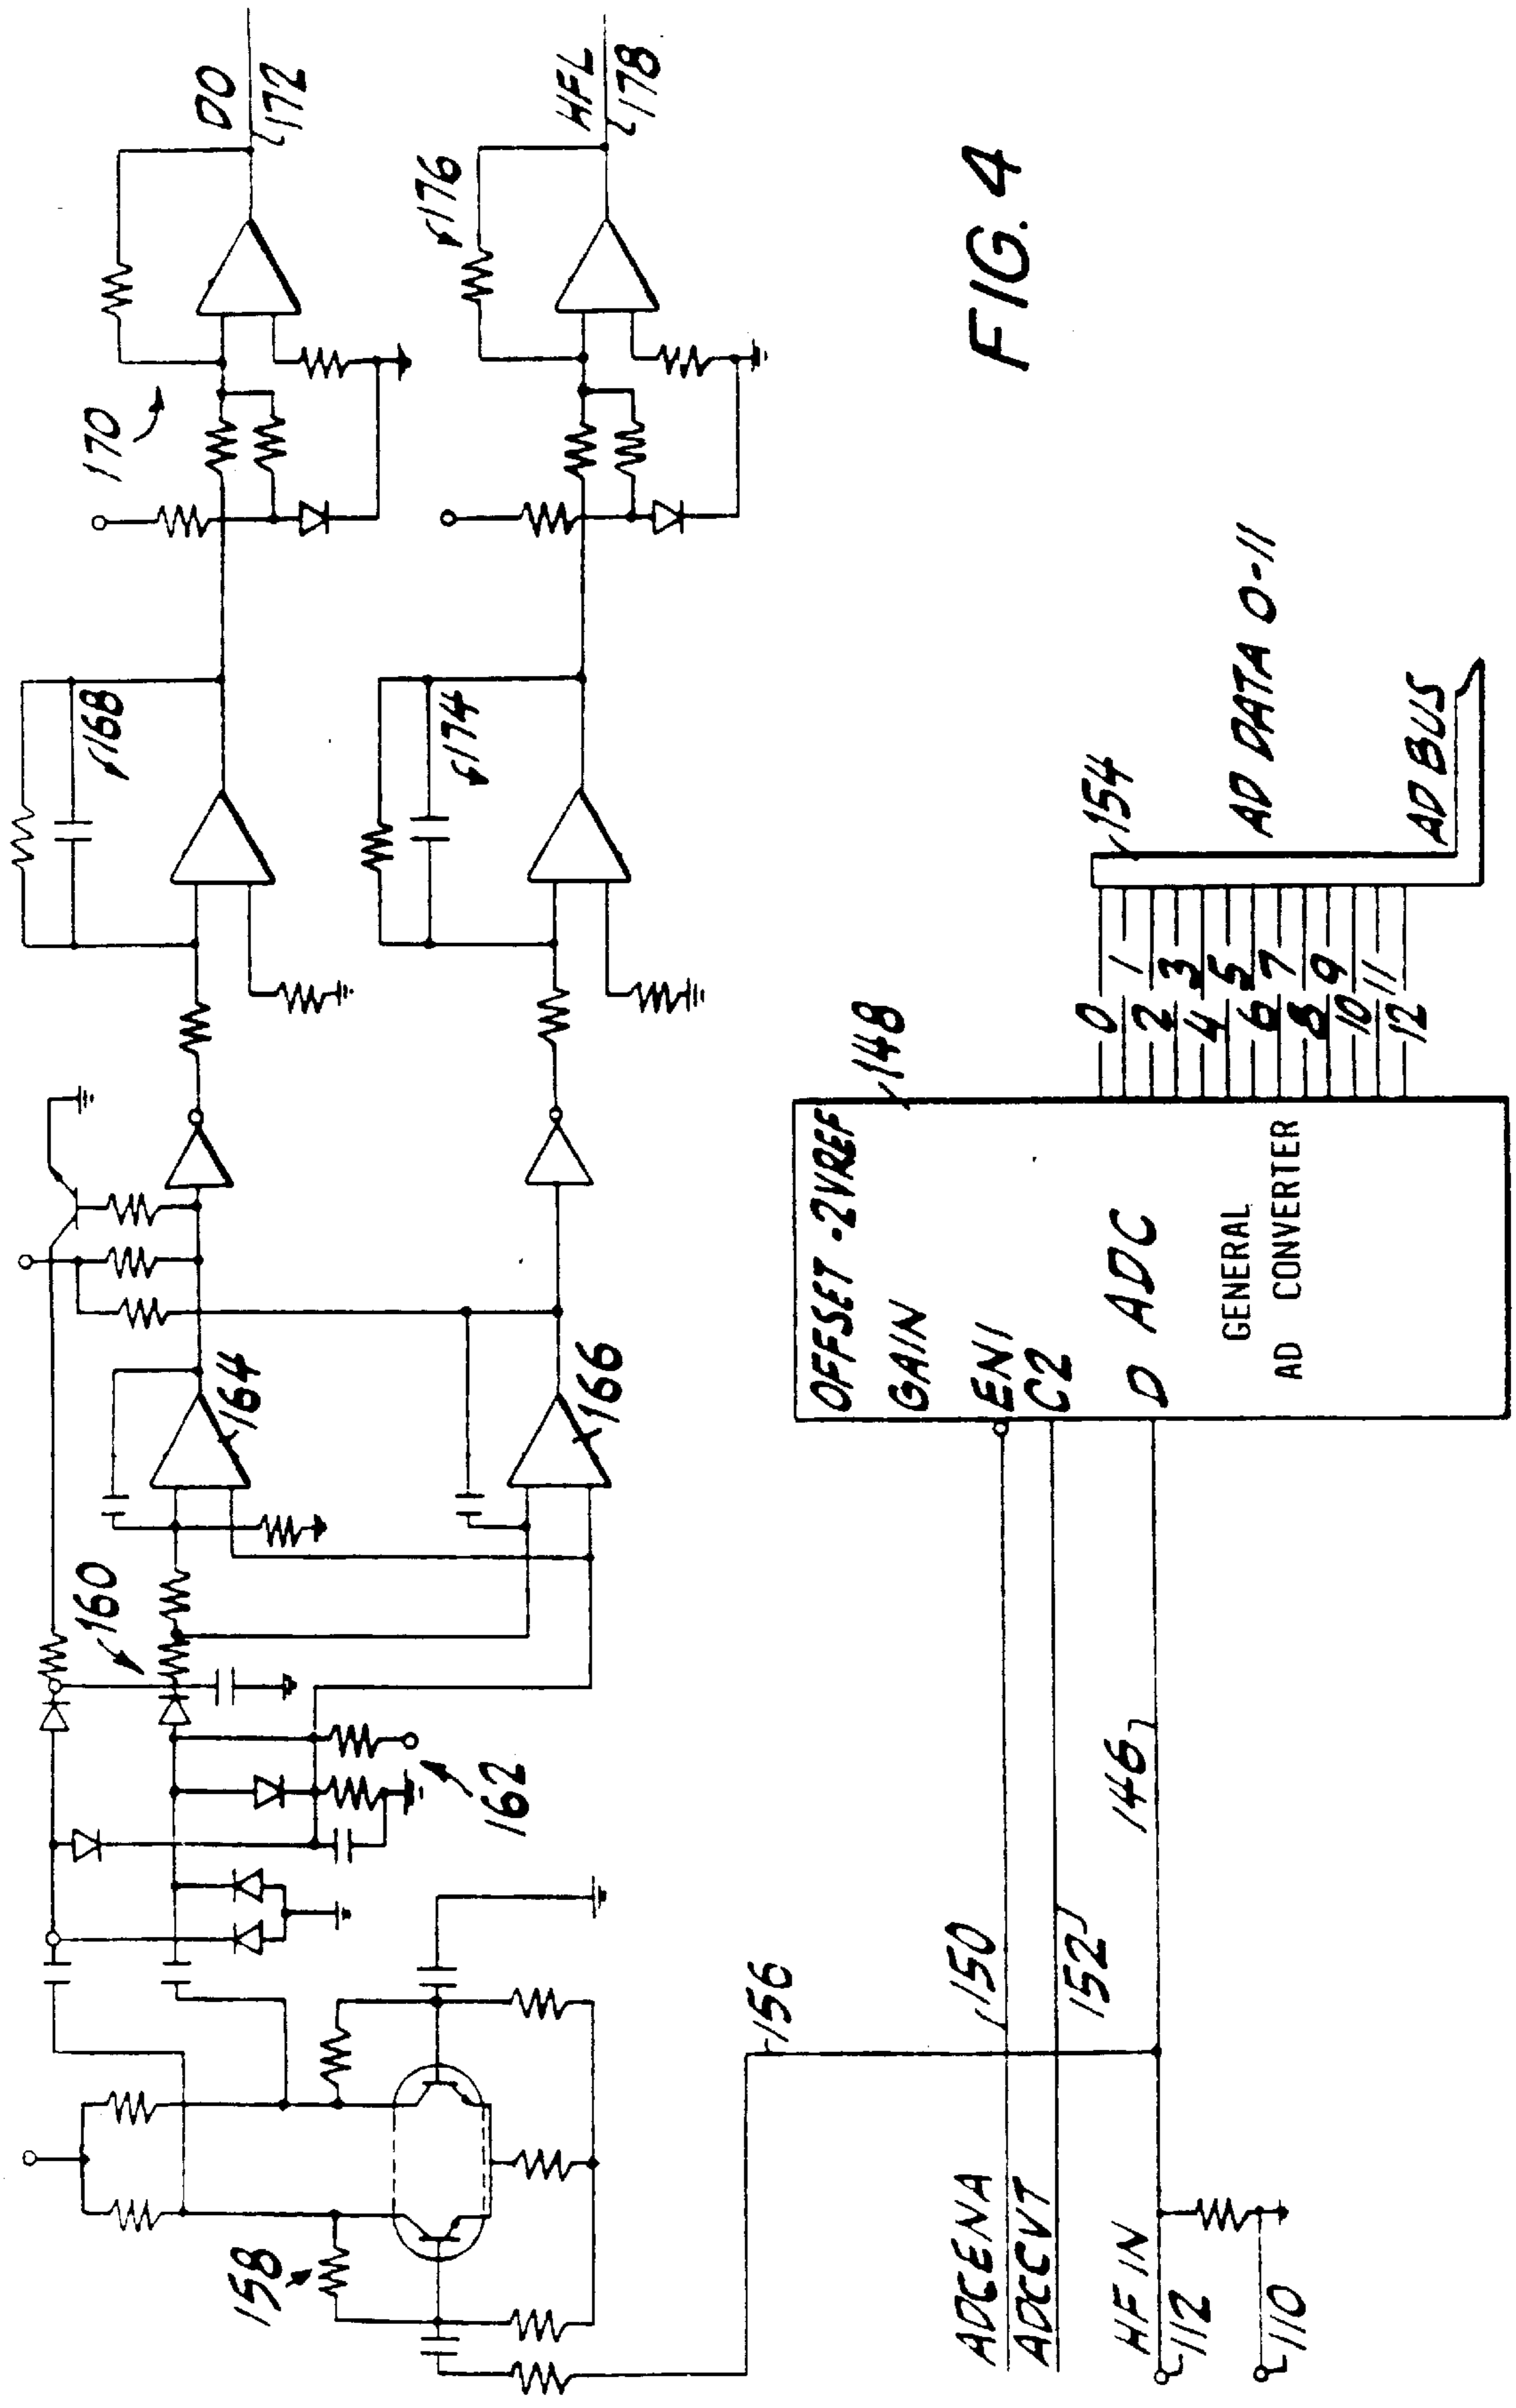 DO
172
170
168
HFL
178
176
174
164
166
160
162
158
156
ADCENA
150
ADCCVT
152
HF IN
112
146
110
OFFSET -2VREF
GAIN
EN1
C2
D ADC
GENERAL
AD CONVERTER
148
0
1
2
3
4
5
6
7
8
9
10
11
12
154
AD DATA 0-11
AD BUS
FIG. 4